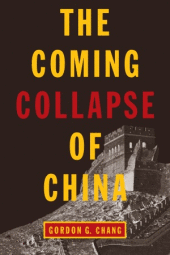 THE
COMING
COLLAPSE
OF
CHINA
GORDON G. CHANG